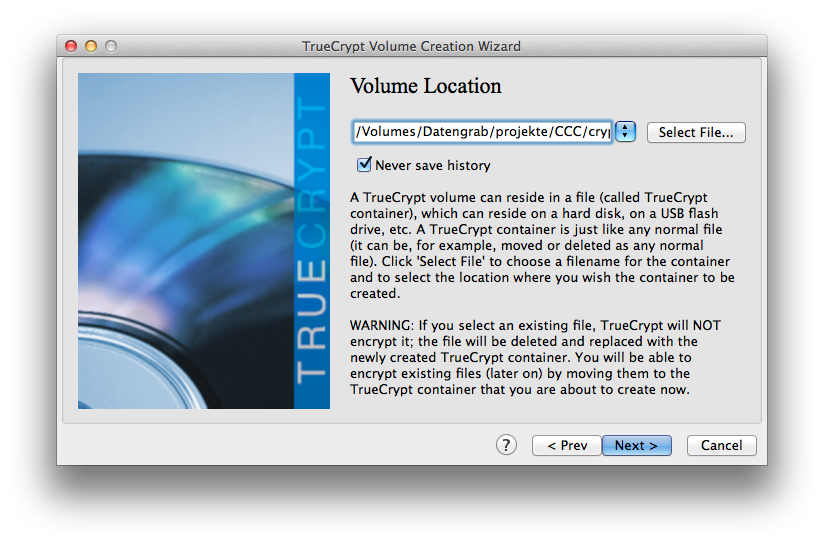 TrueCrypt Volume Creation Wizard
TRUECRYPT
Volume Location
/Volumes/Datengrab/projekte/CCC/cry
Select File...
Never save history
A TrueCrypt volume can reside in a file (called TrueCrypt
container), which can reside on a hard disk, on a USB flash
drive, etc. A TrueCrypt container is just like any normal file
(it can be, for example, moved or deleted as any normal
file). Click 'Select File' to choose a filename for the container
and to select the location where you wish the container to be
created.
WARNING: If you select an existing file, TrueCrypt will NOT
encrypt it; the file will be deleted and replaced with the
newly created TrueCrypt container. You will be able to
encrypt existing files (later on) by moving them to the
TrueCrypt container that you are about to create now.
?
< Prev
Next >
Cancel